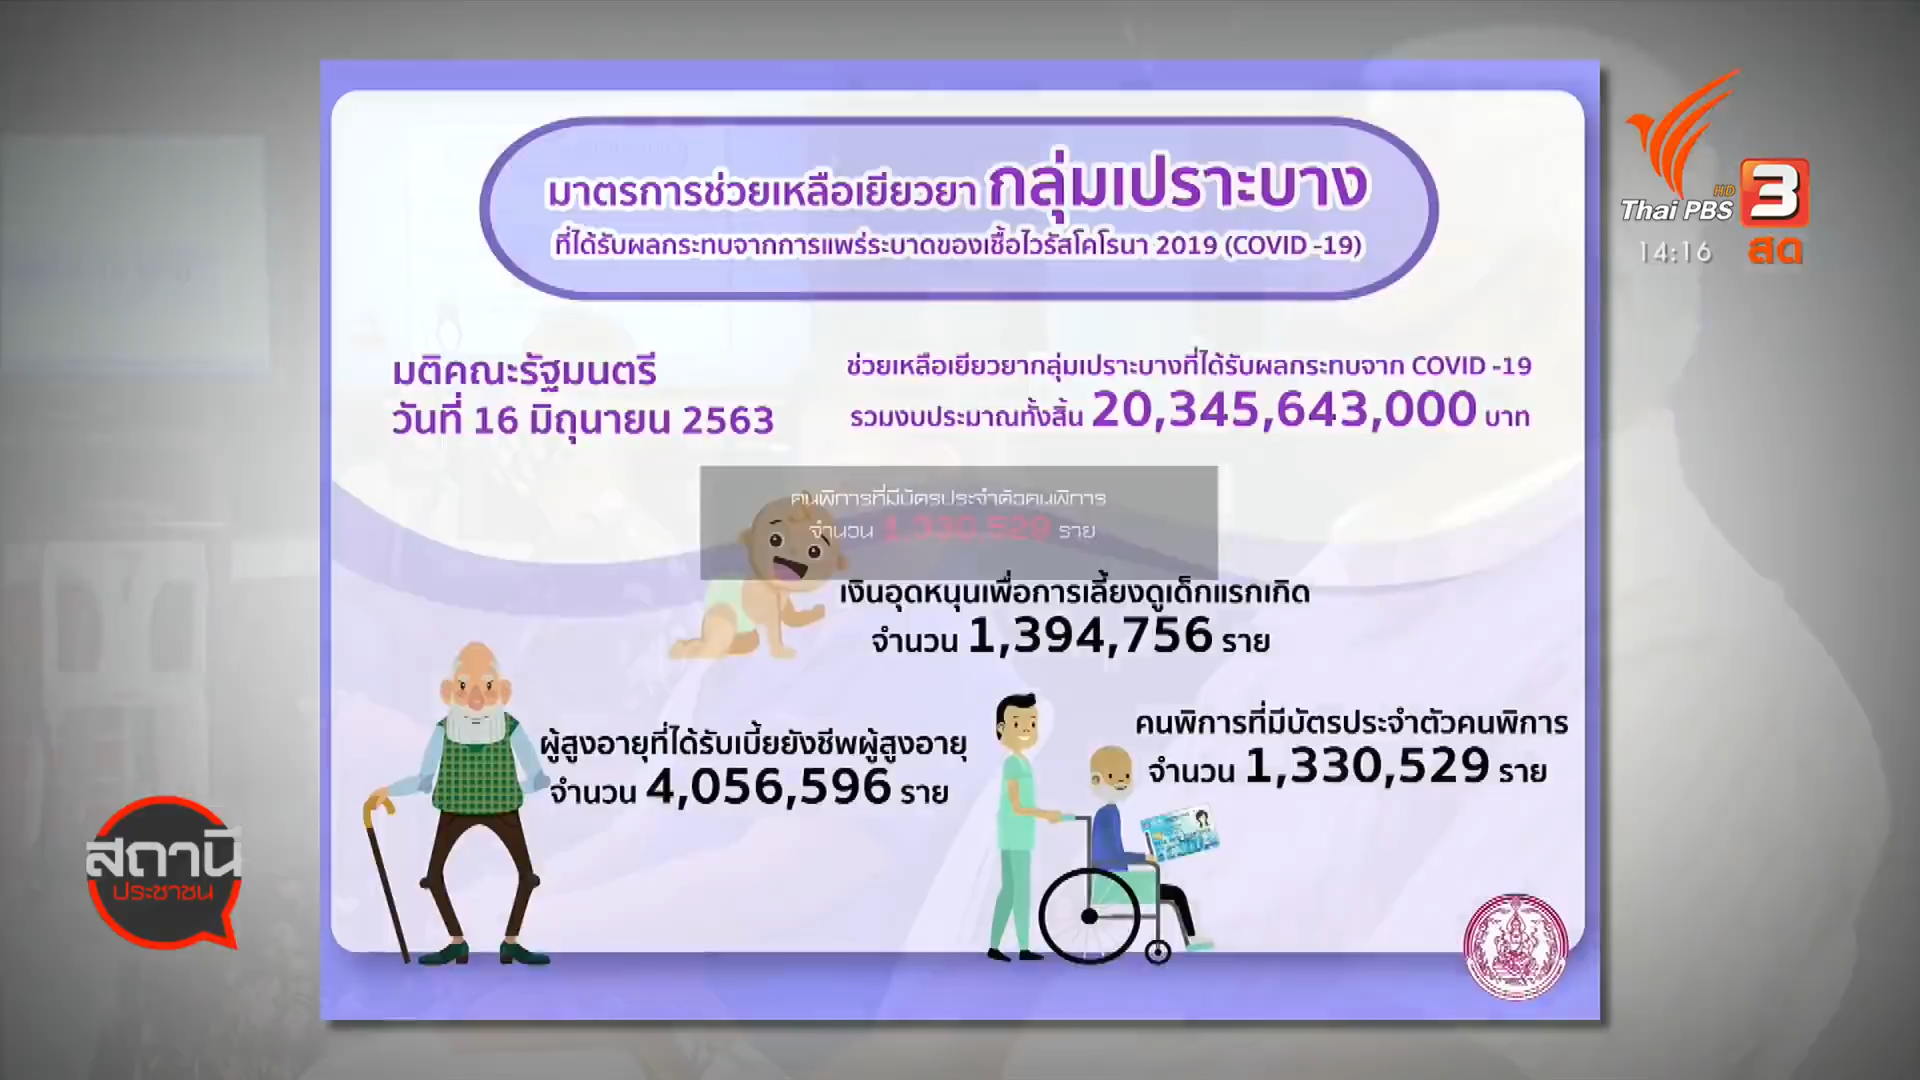 มาตรการช่วยเหลือเยียวยา กลุ่มเปราะบาง
ที่ได้รับผลกระทบจากการแพร่ระบาดของเชื้อไวรัสโคโรนา 2019 (COVID -19)
HD
Thai PBS 3
14:16 สด
มติคณะรัฐมนตรี
วันที่ 16 มิถุนายน 2563
ช่วยเหลือเยียวยากลุ่มเปราะบางที่ได้รับผลกระทบจาก COVID -19
รวมงบประมาณทั้งสิ้น 20,345,643,000 บาท
คนพิการที่มีบัตรประจำตัวคนพิการ
จำนวน 1,330,529 ราย
เงินอุดหนุนเพื่อการเลี้ยงดูเด็กแรกเกิด
จำนวน 1,394,756 ราย
ผู้สูงอายุที่ได้รับเบี้ยยังชีพผู้สูงอายุ
จำนวน 4,056,596 ราย
คนพิการที่มีบัตรประจำตัวคนพิการ
จำนวน 1,330,529 ราย
สถานี
ประชาชน